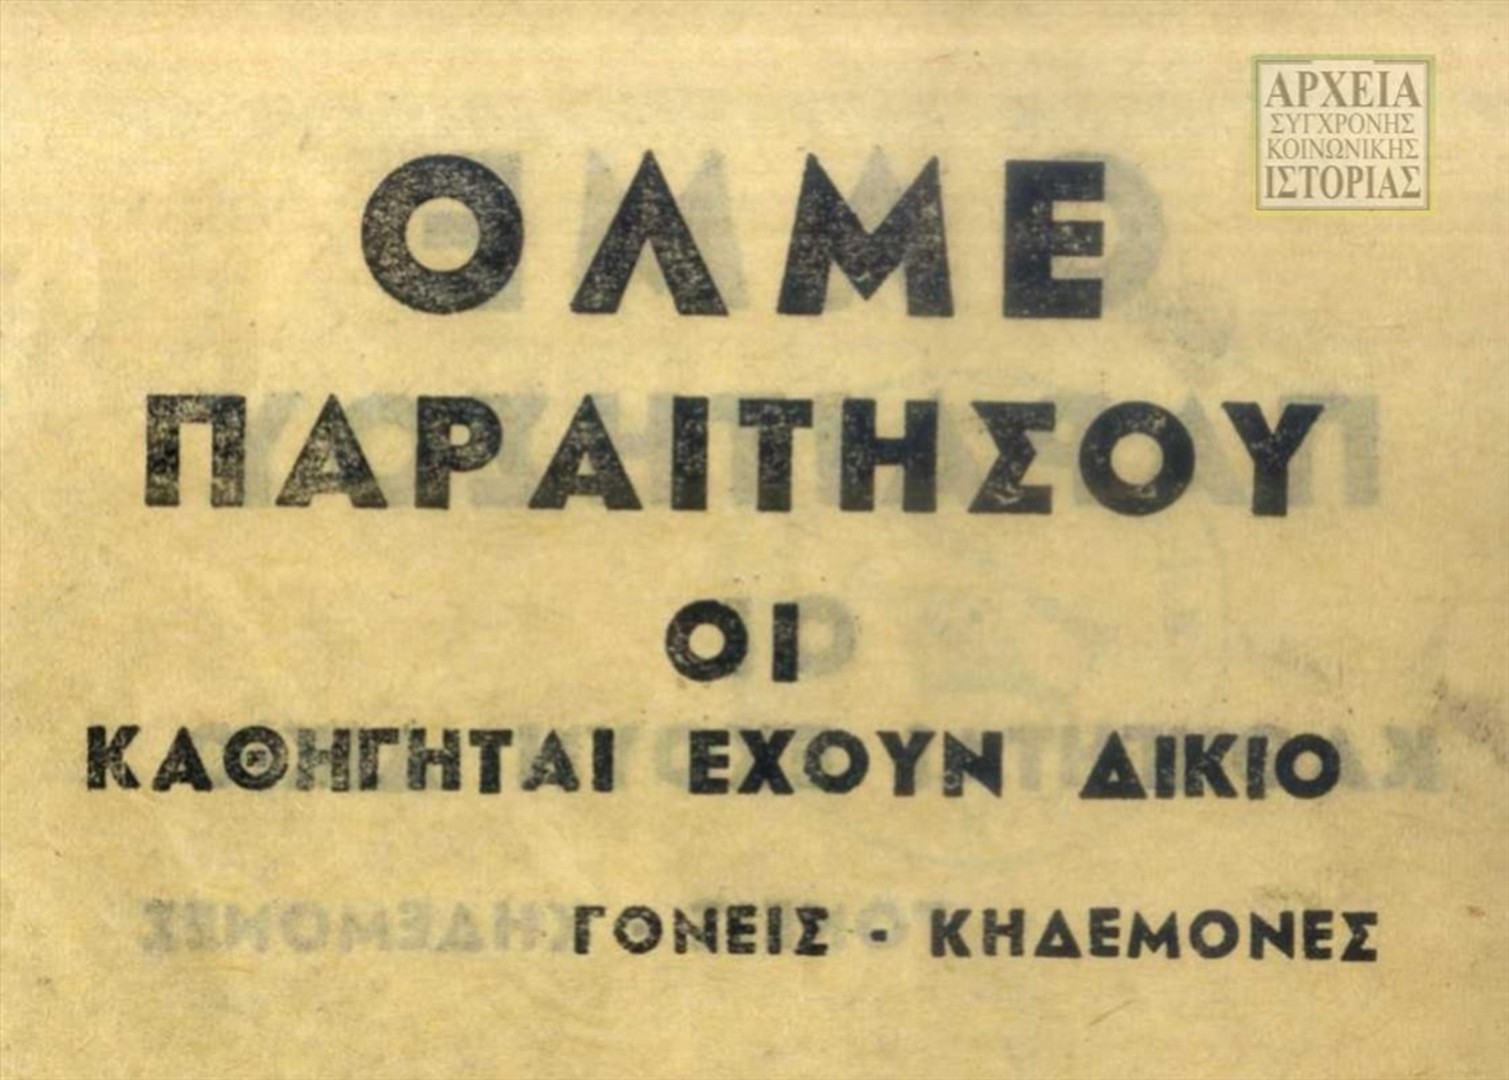 ΑΡΧΕΙΑ
ΣΥΓΧΡΟΝΗΣ
ΚΟΙΝΩΝΙΚΗΣ
ΙΣΤΟΡΙΑΣ
ΟΛΜΕ
ΠΑΡΑΙΤΗΣΟΥ
ΟΙ
ΚΑΘΗΓΗΤΑΙ ΕΧΟΥΝ ΔΙΚΙΟ
ΓΟΝΕΙΣ - ΚΗΔΕΜΟΝΕΣ